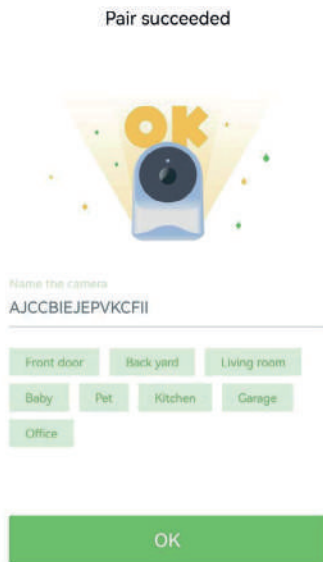 Pair succeeded
OK
Name the camera
AJCCBIEJEPVKCFII
Front door Back yard Living room
Baby Pet Kitchen Garage
Office
OK